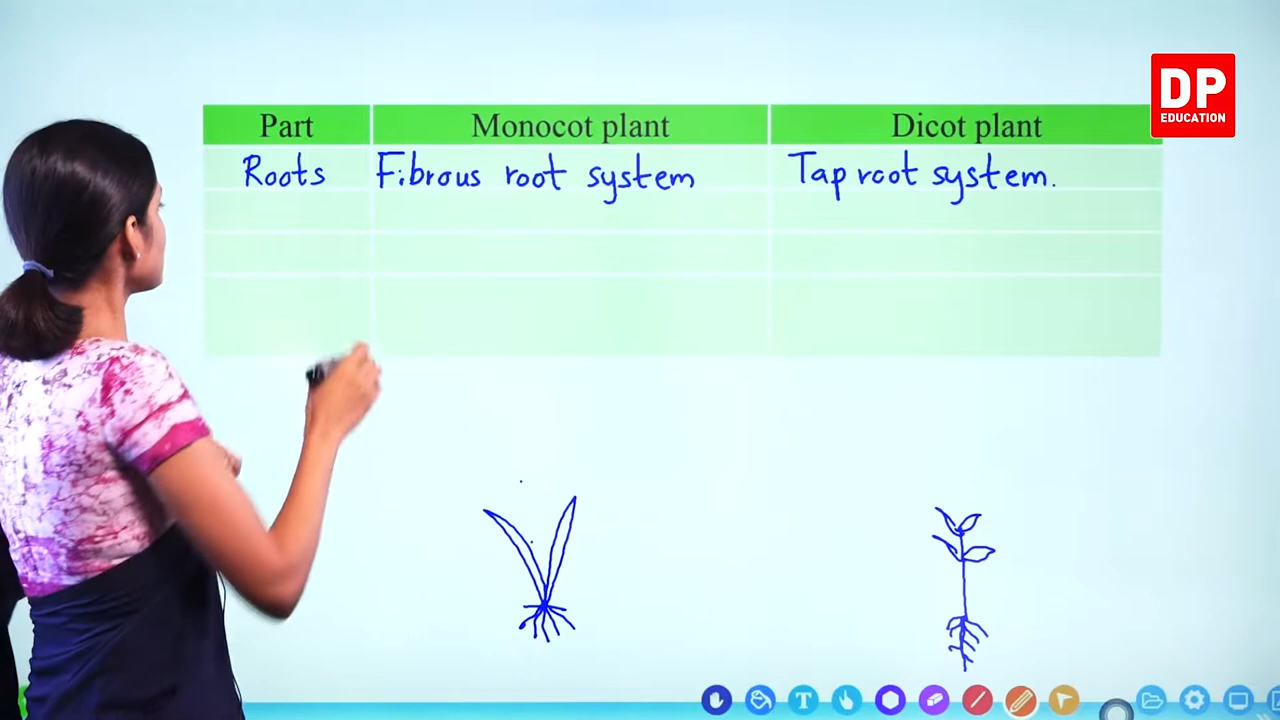 DP
EDUCATION
Part Monocot plant Dicot plant
Roots Fibrous root system Tap root system.